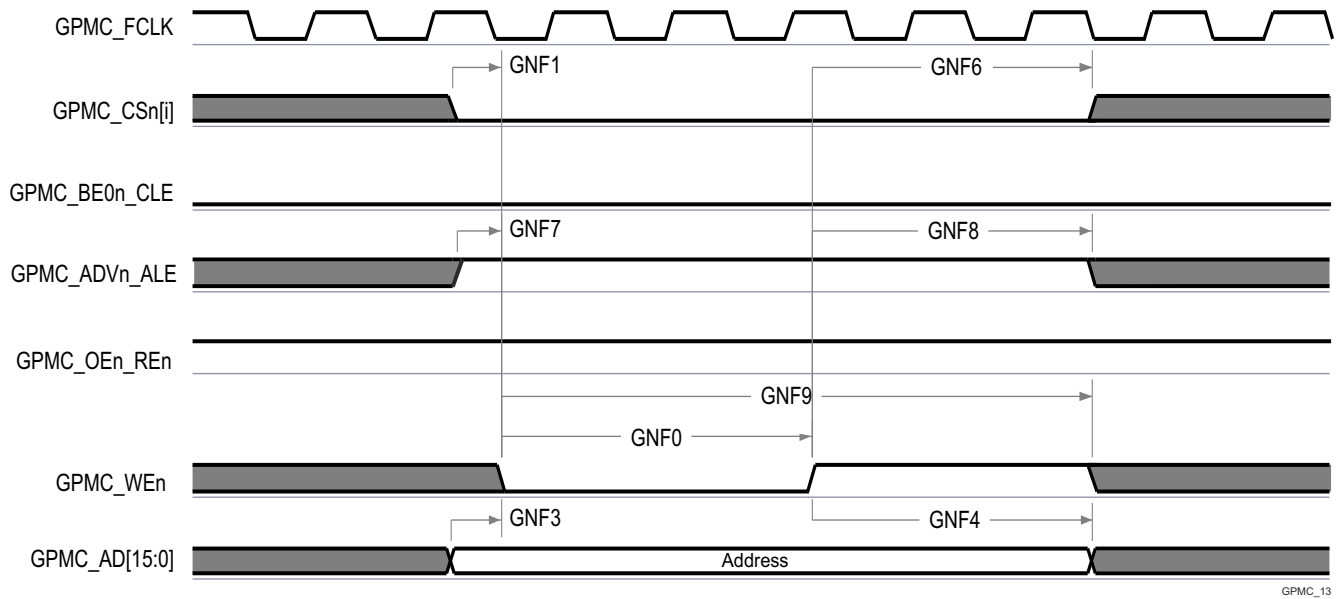 GPMC_FCLK
GNF1
GNF6
GPMC_CSn[i]
GPMC_BE0n_CLE
GNF7
GNF8
GPMC_ADVn_ALE
GPMC_OEn_REn
GNF9
GNF0
GPMC_WEn
GNF3
GNF4
GPMC_AD[15:0]
Address
GPMC_13